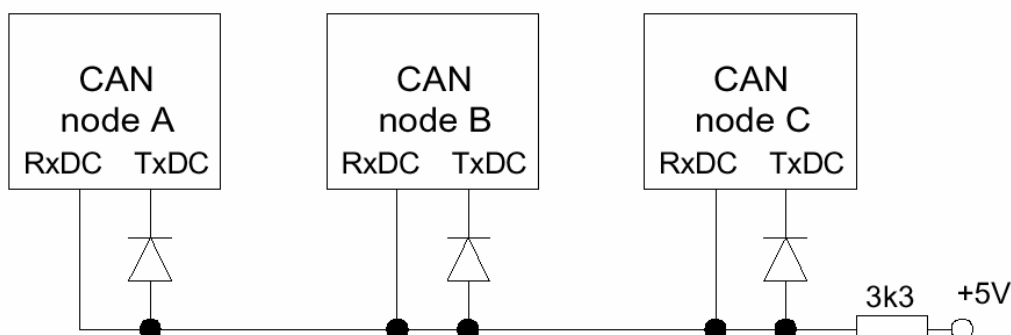 CAN
node A
RxDC TxDC
CAN
node B
RxDC TxDC
CAN
node C
RxDC TxDC
3k3
+5V